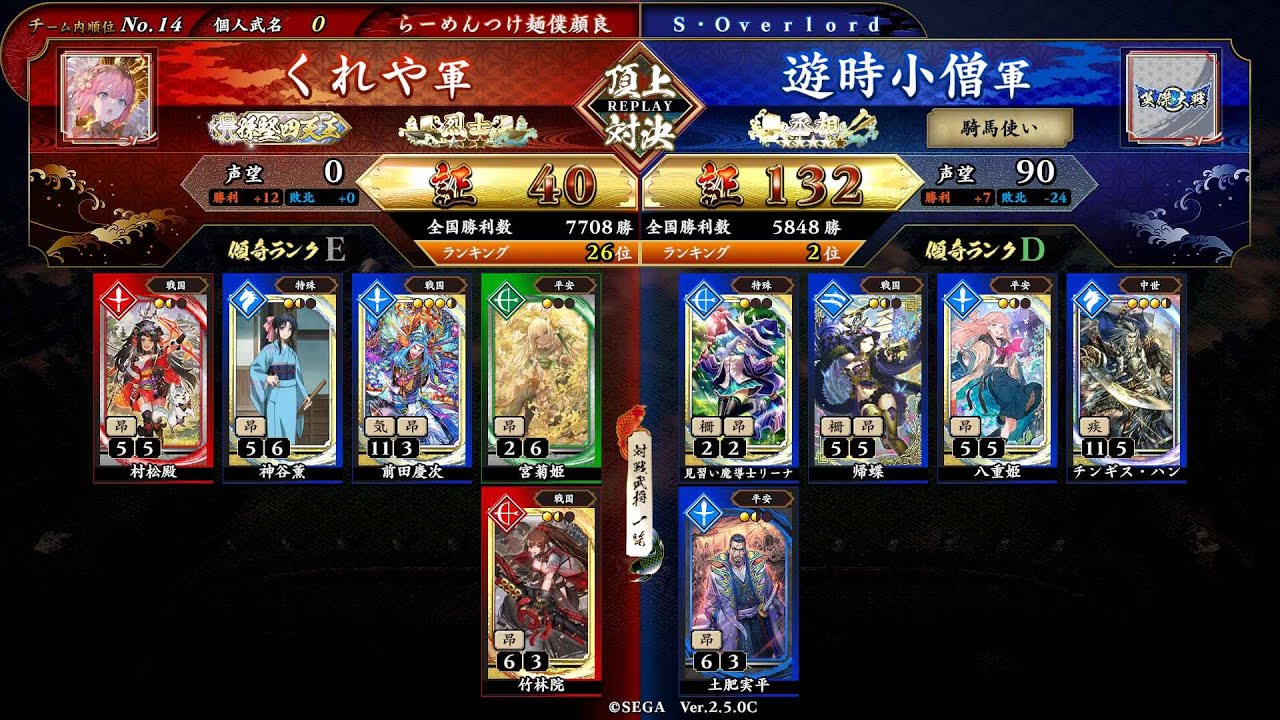 チーム内順位 No.14 個人武名 0 らーめんつけ麺僕顔良
S・Overlord
くれや軍
頂上
REPLAY
対決
遊時小僧軍
英傑大戦
孫堅四天王
烈士
丞相
騎馬使い
声望 0
勝利 +12 敗北 +0
証 40
証 132
声望 90
勝利 +7 敗北 -24
全国勝利数 7708勝
全国勝利数 5848勝
傾奇ランクE
ランキング 26位
ランキング 2位
傾奇ランクD
戦国
特殊
戦国
平安
特殊
戦国
平安
中世
昂
昂
気 昂
昂
柵 昂
柵 昂
昂
疾
5 5
5 6
11 3
2 6
2 2
5 5
5 5
11 5
村松殿
神谷薫
前田慶次
宮菊姫
見習い魔導士リーナ
帰蝶
八重姫
チンギス・ハン
対戦武将一覧
戦国
平安
昂
昂
6 3
6 3
竹林院
土肥実平
©SEGA Ver.2.5.0C